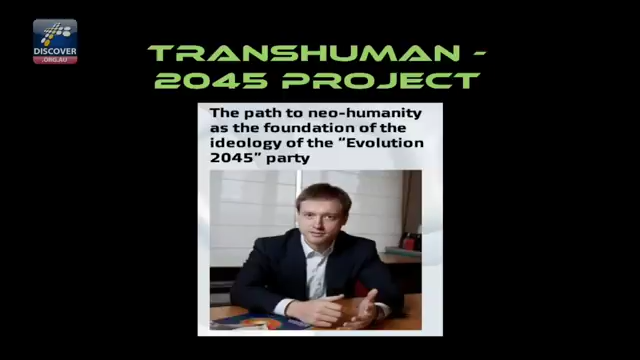 DISCOVER
.ORG.AU
TRANSHUMAN -
2045 PROJECT
The path to neo-humanity
as the foundation of the
ideology of the “Evolution
2045” party